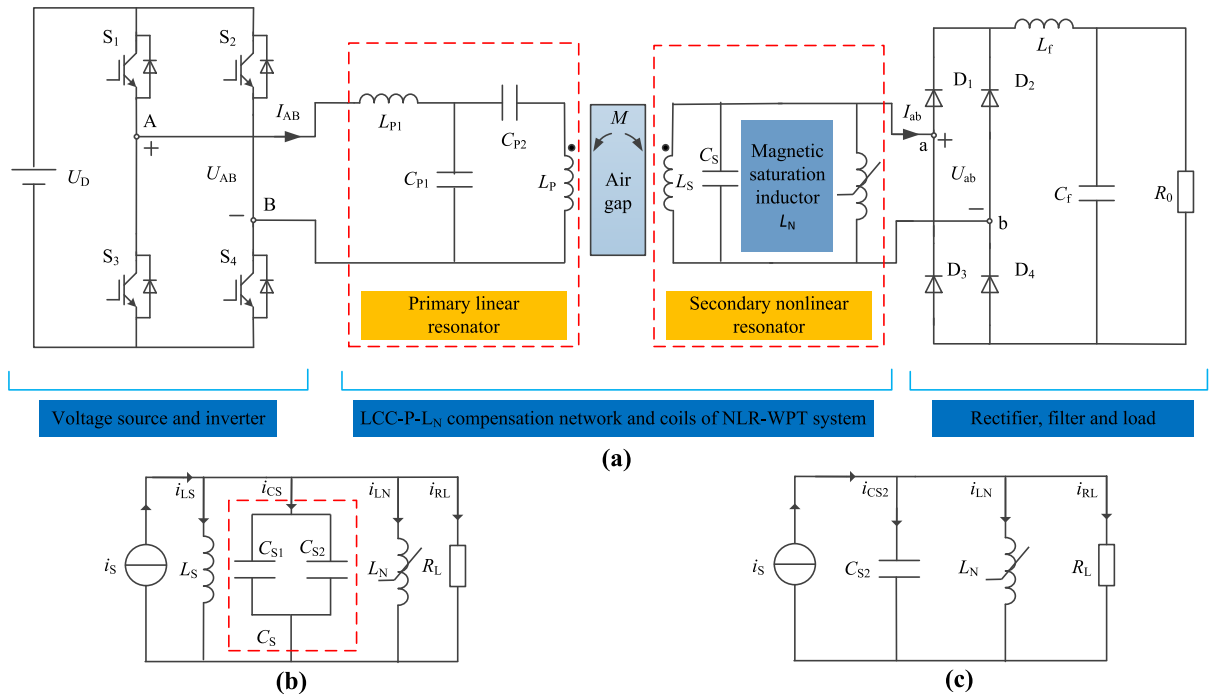 S1
S2
A
+
IAB
LP1
CP2
CP1
LP
UD
UAB
B
−
S3
S4
Primary linear
resonator
M
Air
gap
LS
CS
Magnetic
saturation
inductor
LN
Secondary nonlinear
resonator
Iab
a
+
Uab
−
b
D1
D2
D3
D4
Lf
Cf
R0
Voltage source and inverter
LCC-P-LN compensation network and coils of NLR-WPT system
Rectifier, filter and load
(a)
iLS
iCS
iLN
iRL
iS
LS
CS1
CS2
LN
RL
CS
(b)
iCS2
iLN
iRL
iS
CS2
LN
RL
(c)